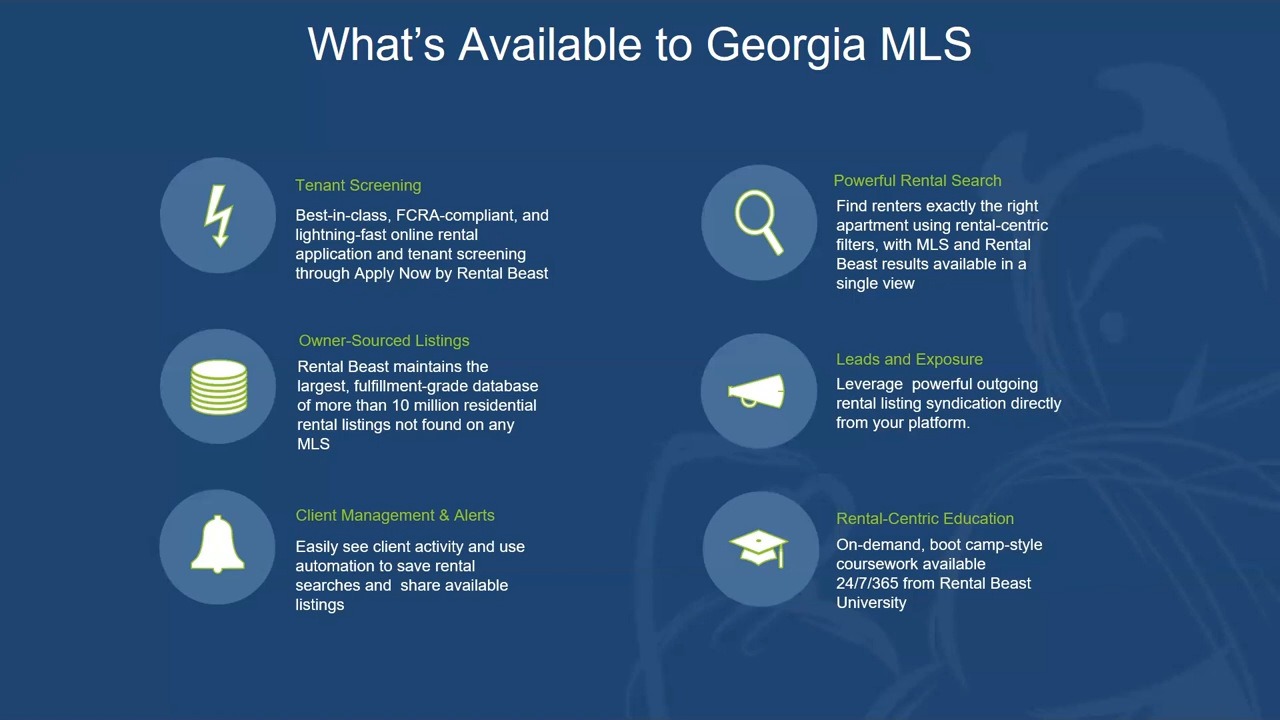 What’s Available to Georgia MLS
Tenant Screening
Best-in-class, FCRA-compliant, and
lightning-fast online rental
application and tenant screening
through Apply Now by Rental Beast
Owner-Sourced Listings
Rental Beast maintains the
largest, fulfillment-grade database
of more than 10 million residential
rental listings not found on any
MLS
Client Management & Alerts
Easily see client activity and use
automation to save rental
searches and  share available
listings
Powerful Rental Search
Find renters exactly the right
apartment using rental-centric
filters, with MLS and Rental
Beast results available in a
single view
Leads and Exposure
Leverage  powerful outgoing
rental listing syndication directly
from your platform.
Rental-Centric Education
On-demand, boot camp-style
coursework available
24/7/365 from Rental Beast
University